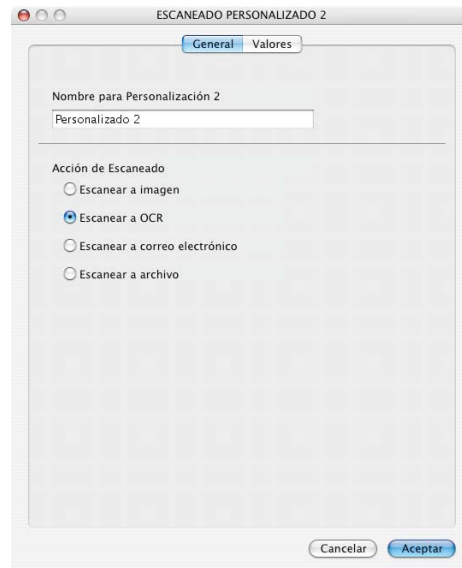 ESCANEADO PERSONALIZADO 2
General Valores
Nombre para Personalización 2
Personalizado 2
Acción de Escaneado
Escanear a imagen
Escanear a OCR
Escanear a correo electrónico
Escanear a archivo
Cancelar Aceptar